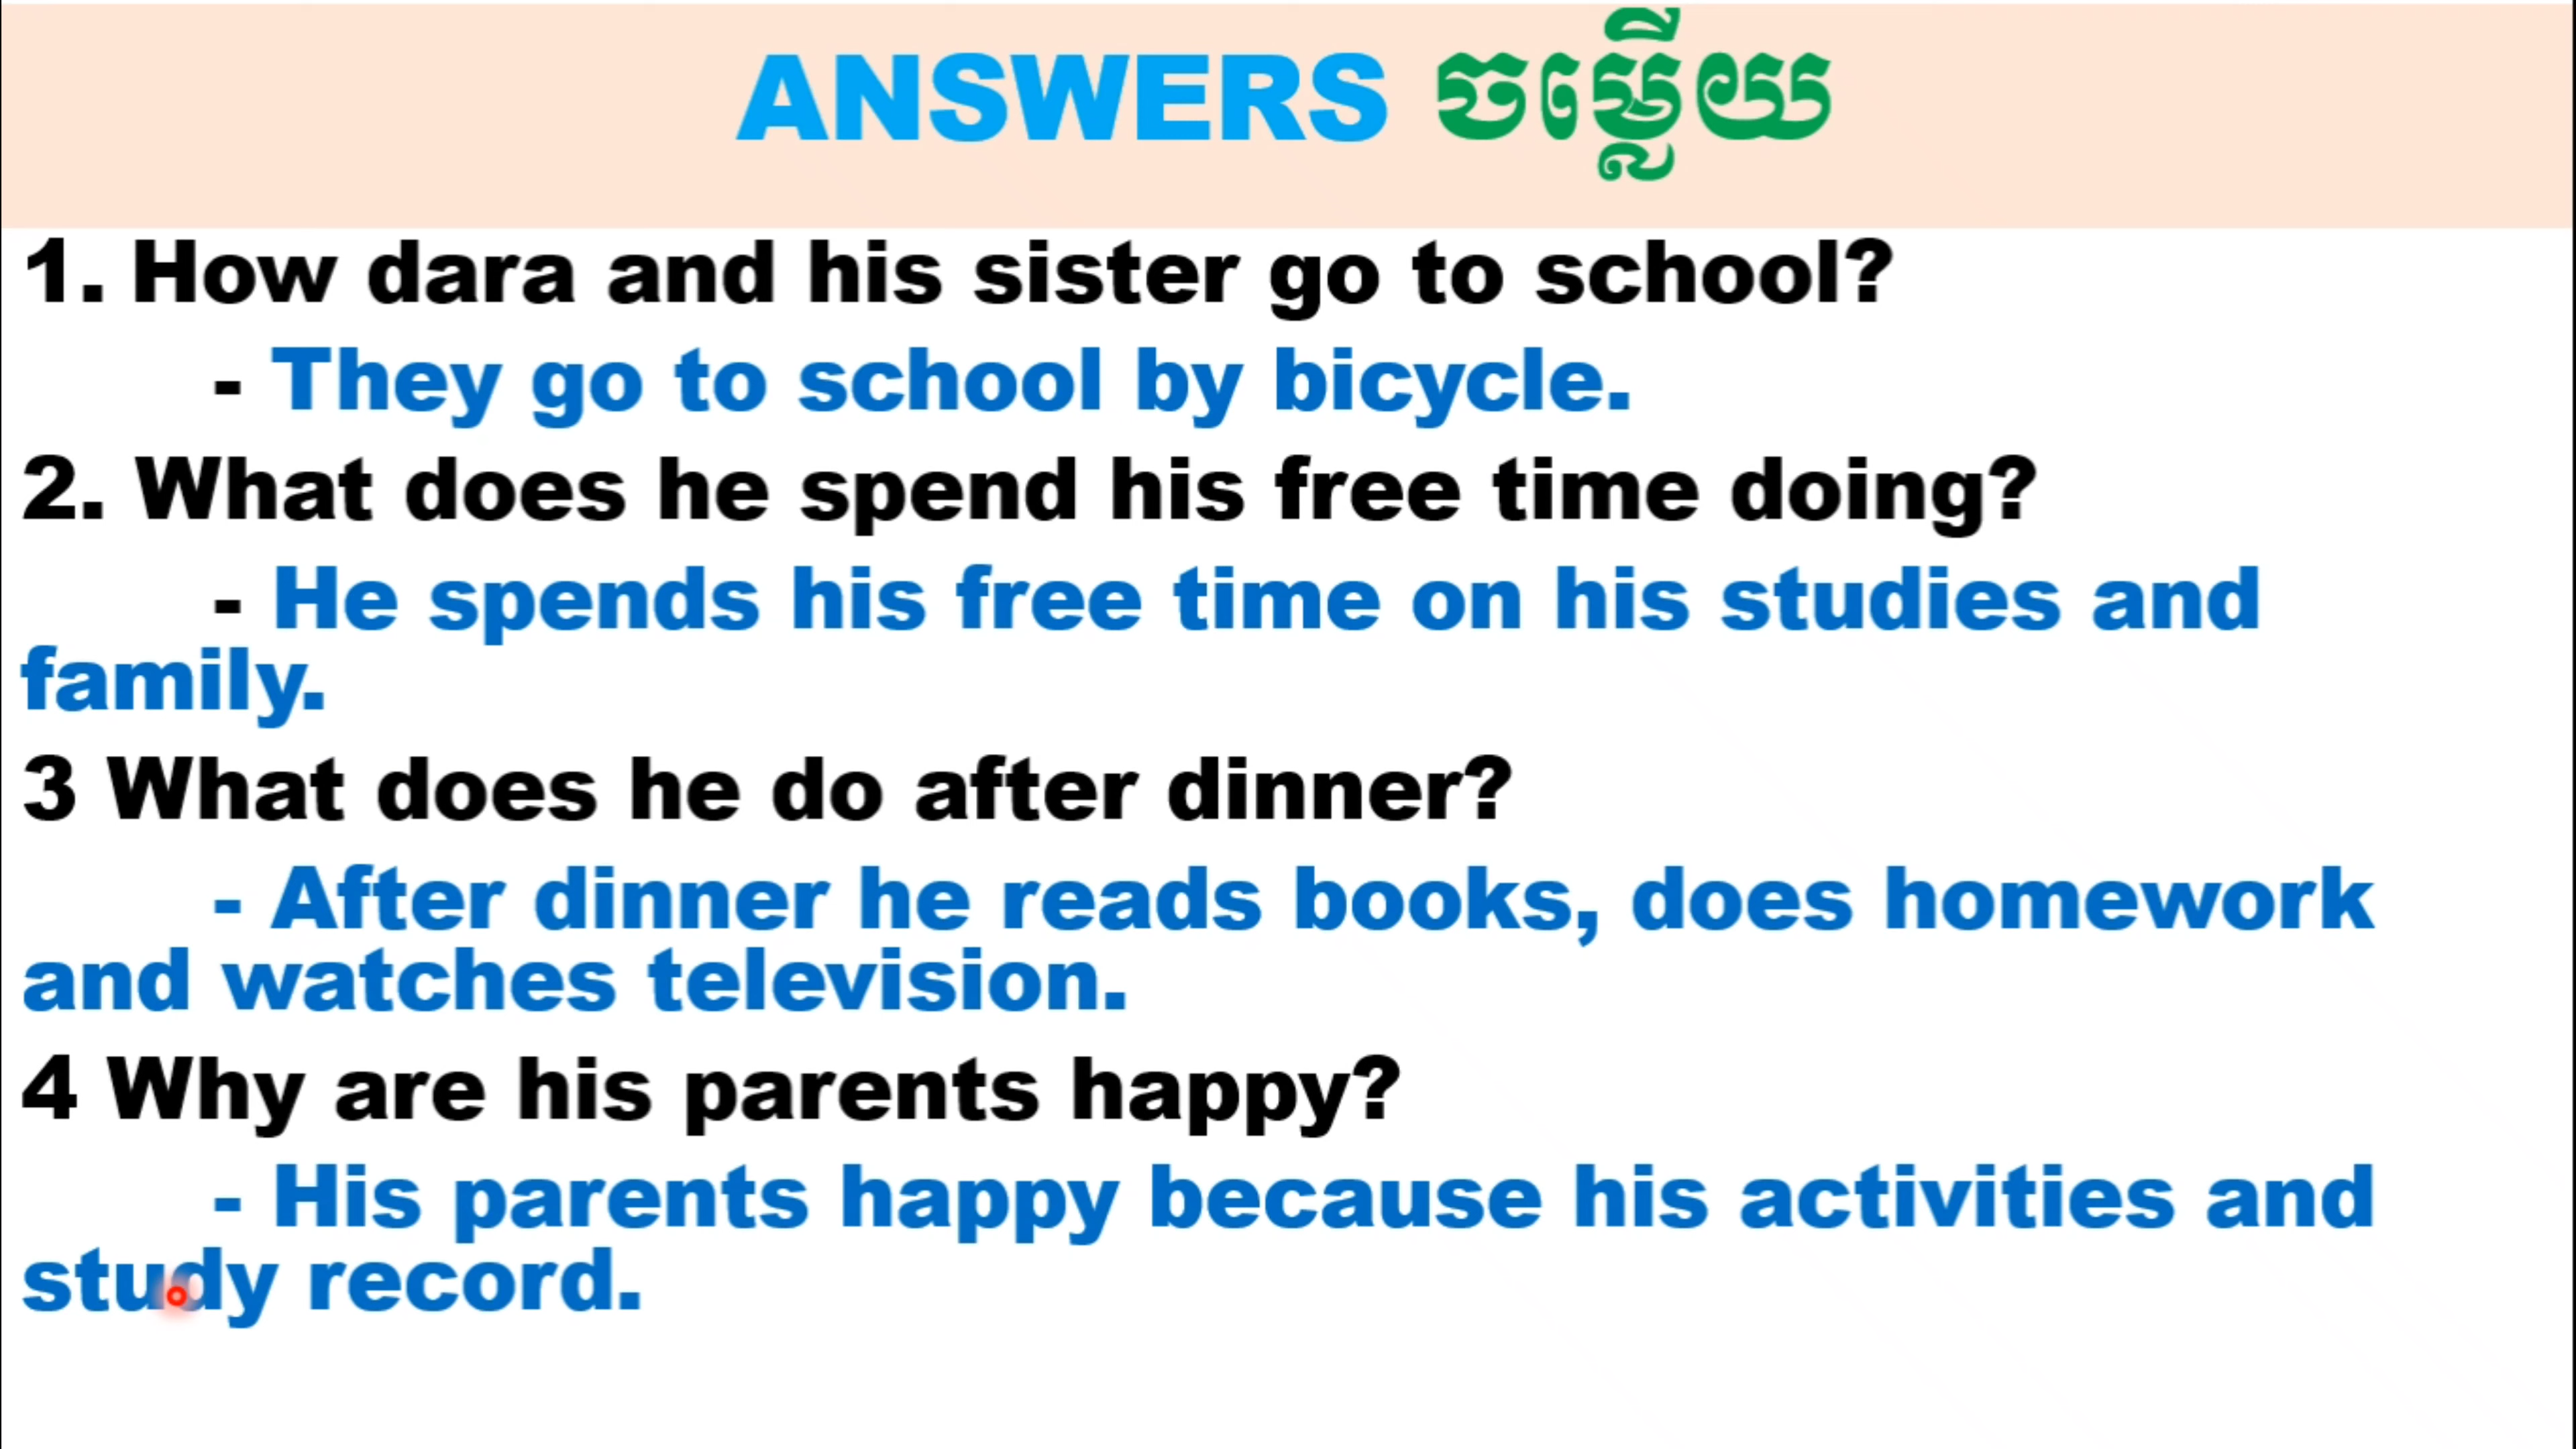 ANSWERS ចម្លើយ
1. How dara and his sister go to school?
- They go to school by bicycle.
2. What does he spend his free time doing?
- He spends his free time on his studies and
family.
3 What does he do after dinner?
- After dinner he reads books, does homework
and watches television.
4 Why are his parents happy?
- His parents happy because his activities and
study record.